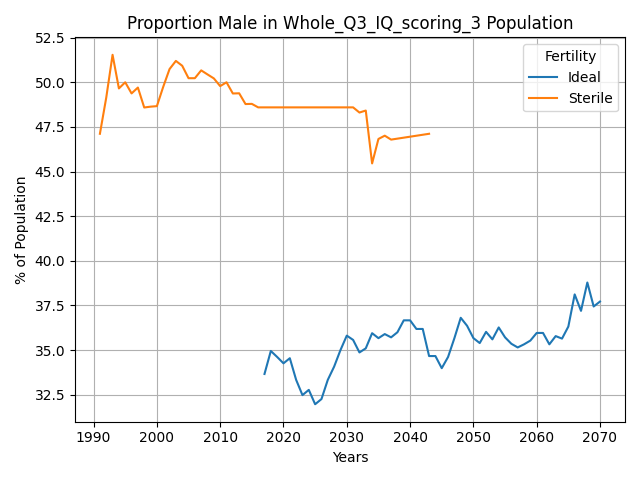 Proportion Male in Whole_Q3_IQ_scoring_3 Population
% of Population
52.5
50.0
47.5
45.0
42.5
40.0
37.5
35.0
32.5
Fertility
Ideal
Sterile
1990 2000 2010 2020 2030 2040 2050 2060 2070
Years